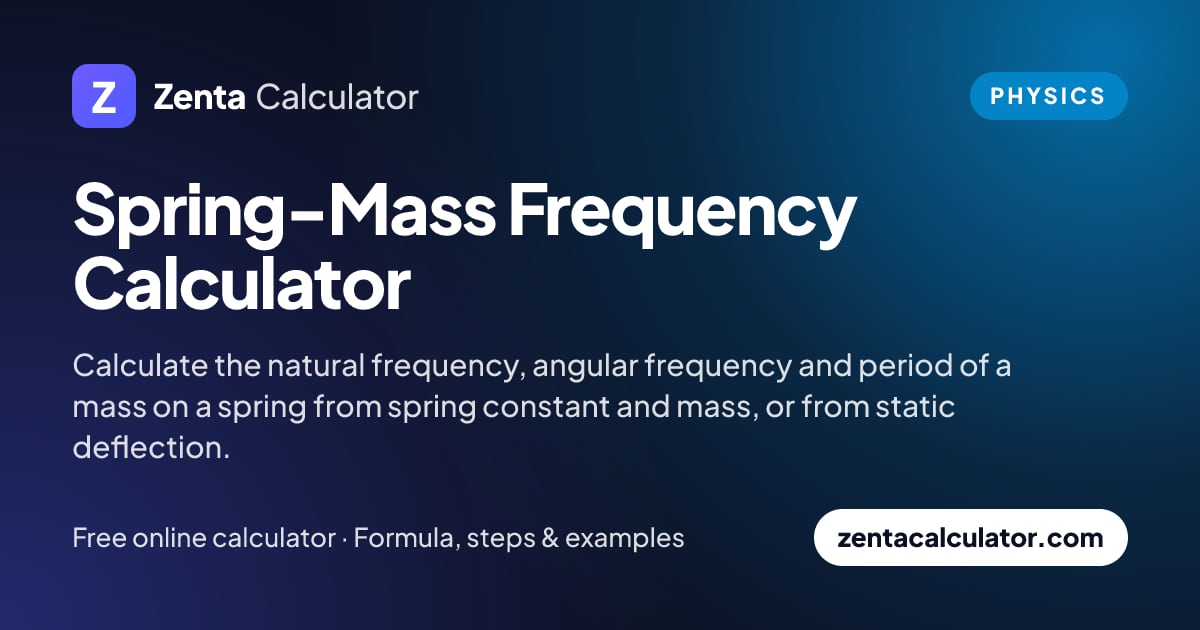 Z
Zenta Calculator
PHYSICS
Spring–Mass Frequency
Calculator
Calculate the natural frequency, angular frequency and period of a
mass on a spring from spring constant and mass, or from static
deflection.
Free online calculator · Formula, steps & examples
zentacalculator.com